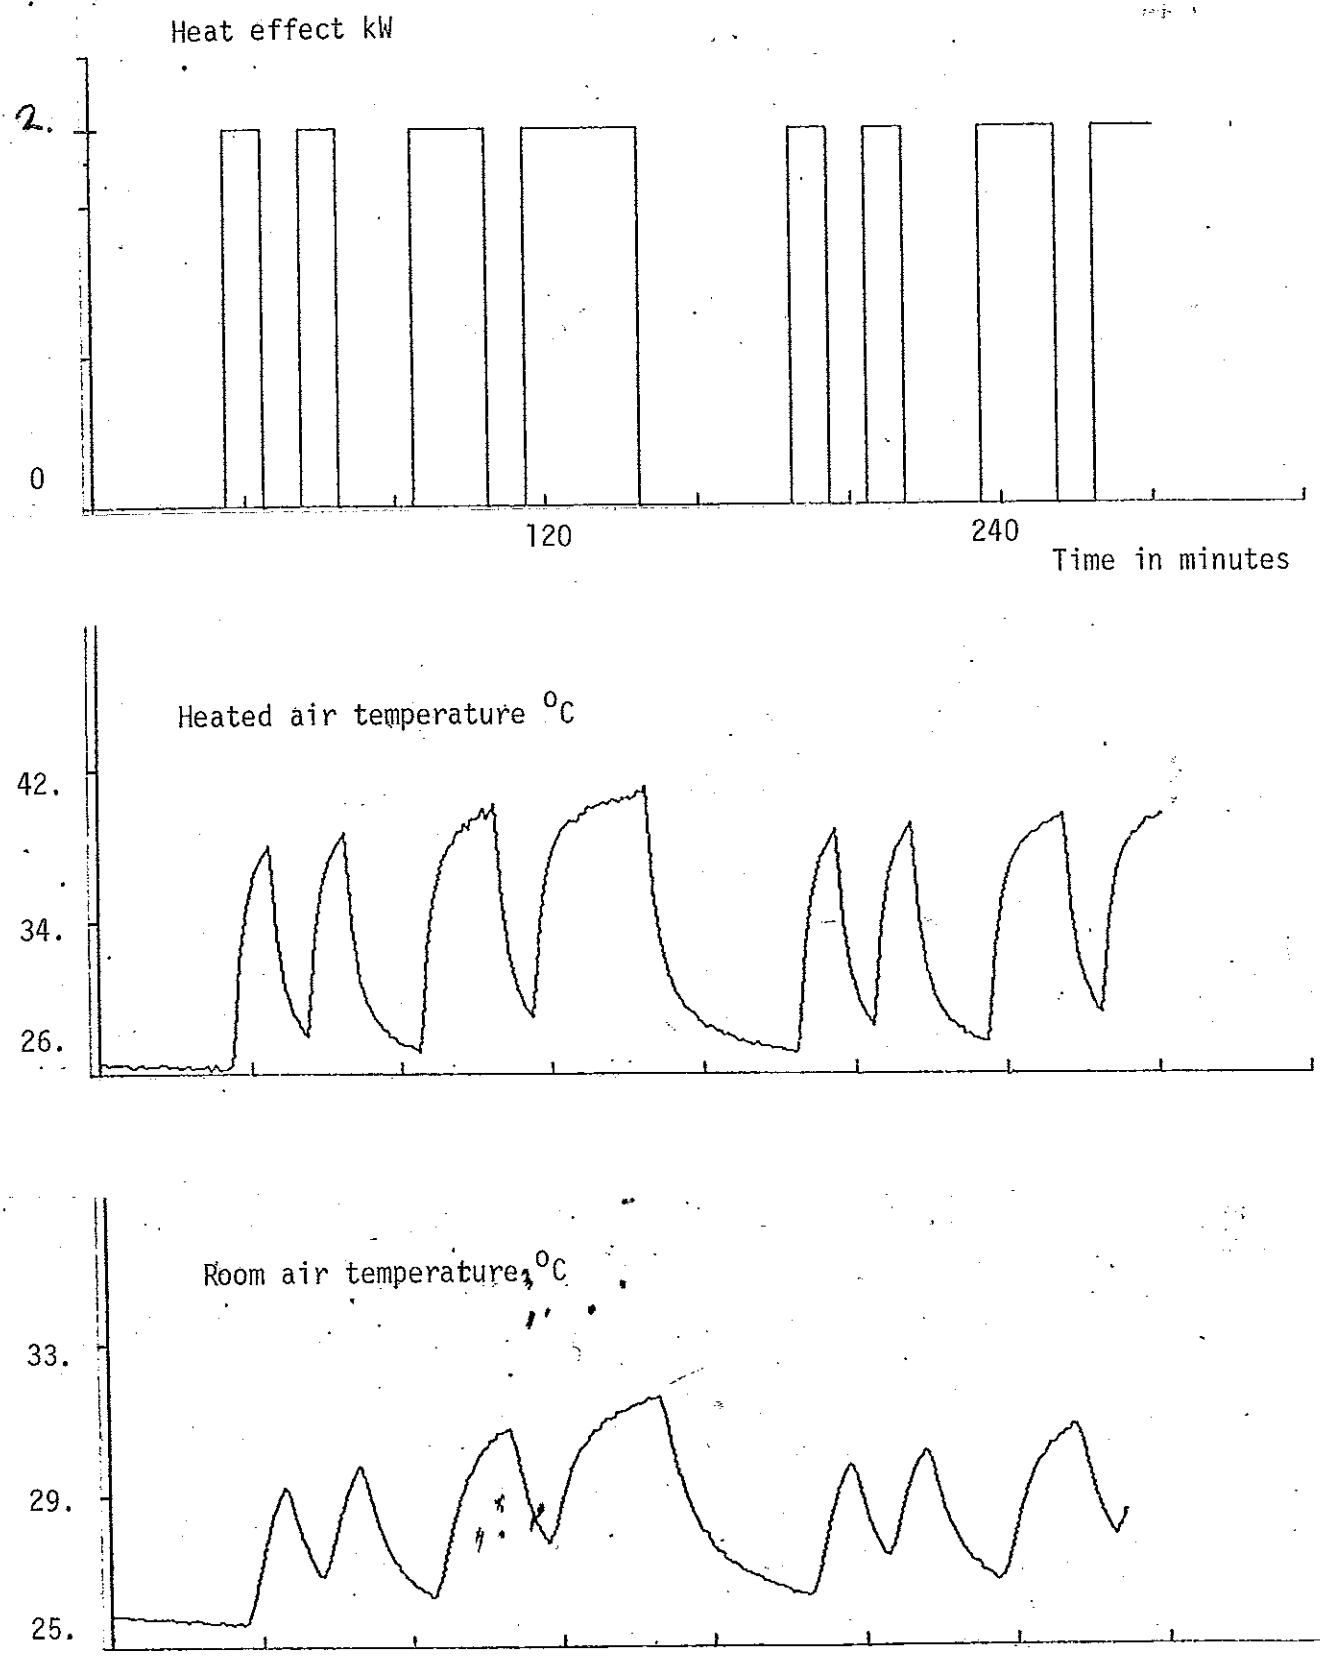 Heat effect kW
2.
0
120
240
Time in minutes
Heated air temperature °C
42.
34.
26.
Room air temperature, °C
33.
29.
25.